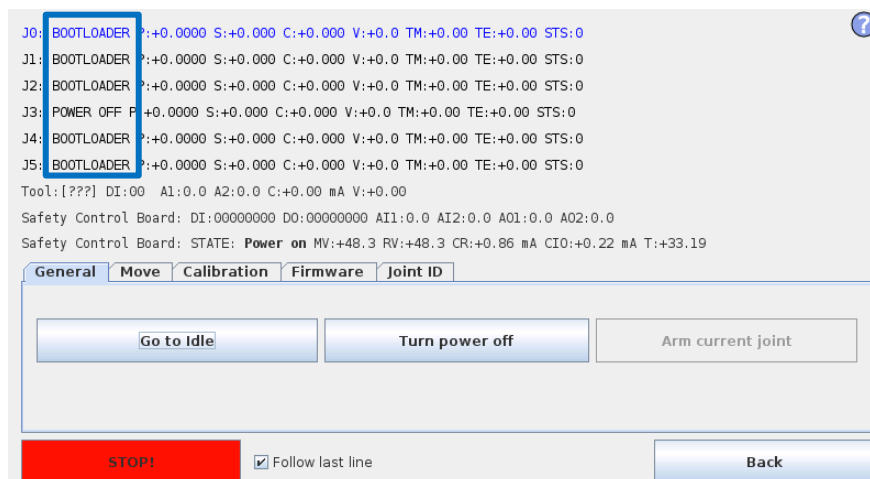 J0: BOOTLOADER P:+0.0000 S:+0.000 C:+0.000 V:+0.0 TM:+0.00 TE:+0.00 STS:0
J1: BOOTLOADER P:+0.0000 S:+0.000 C:+0.000 V:+0.0 TM:+0.00 TE:+0.00 STS:0
J2: BOOTLOADER P:+0.0000 S:+0.000 C:+0.000 V:+0.0 TM:+0.00 TE:+0.00 STS:0
J3: POWER OFF P:+0.0000 S:+0.000 C:+0.000 V:+0.0 TM:+0.00 TE:+0.00 STS:0
J4: BOOTLOADER P:+0.0000 S:+0.000 C:+0.000 V:+0.0 TM:+0.00 TE:+0.00 STS:0
J5: BOOTLOADER P:+0.0000 S:+0.000 C:+0.000 V:+0.0 TM:+0.00 TE:+0.00 STS:0
Tool:[???] DI:00 A1:0.0 A2:0.0 C:+0.00 mA V:+0.00
Safety Control Board: DI:00000000 DO:00000000 AI1:0.0 AI2:0.0 AO1:0.0 AO2:0.0
Safety Control Board: STATE: Power on MV:+48.3 RV:+48.3 CR:+0.86 mA CIO:+0.22 mA T:+33.19
General Move Calibration Firmware Joint ID
Go to Idle Turn power off Arm current joint
STOP! Follow last line Back
?